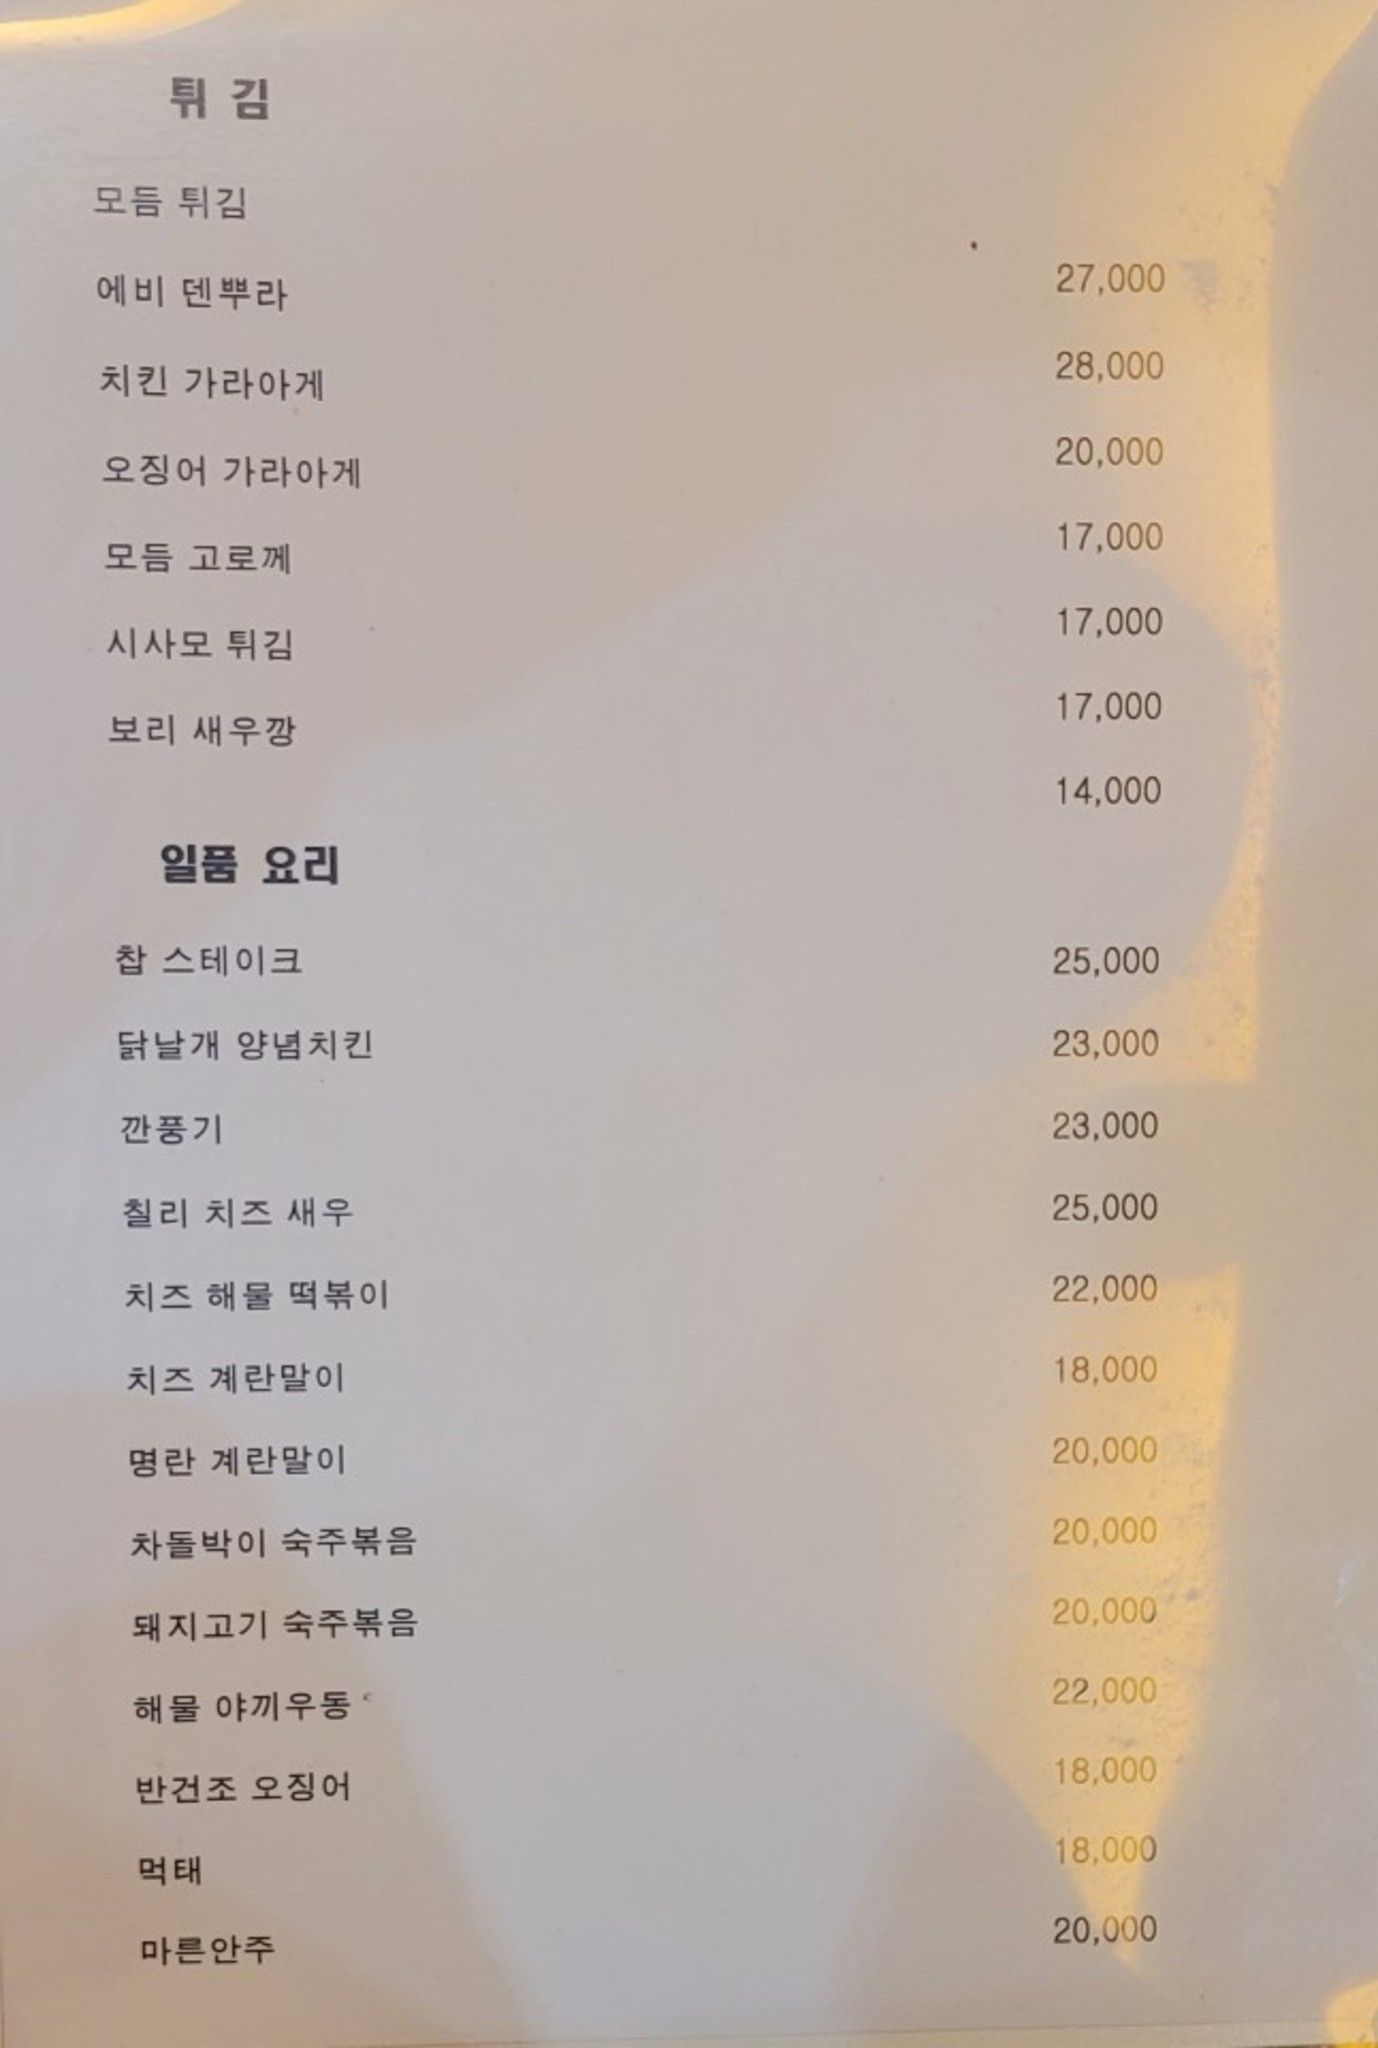 튀 김
모듬 튀김 27,000
에비 덴뿌라 28,000
치킨 가라아게 20,000
오징어 가라아게 17,000
모듬 고로께 17,000
시사모 튀김 17,000
보리 새우깡 14,000
일품 요리
찹 스테이크 25,000
닭날개 양념치킨 23,000
깐풍기 23,000
칠리 치즈 새우 25,000
치즈 해물 떡볶이 22,000
치즈 계란말이 18,000
명란 계란말이 20,000
차돌박이 숙주볶음 20,000
돼지고기 숙주볶음 20,000
해물 야끼우동 22,000
반건조 오징어 18,000
먹태 18,000
마른안주 20,000